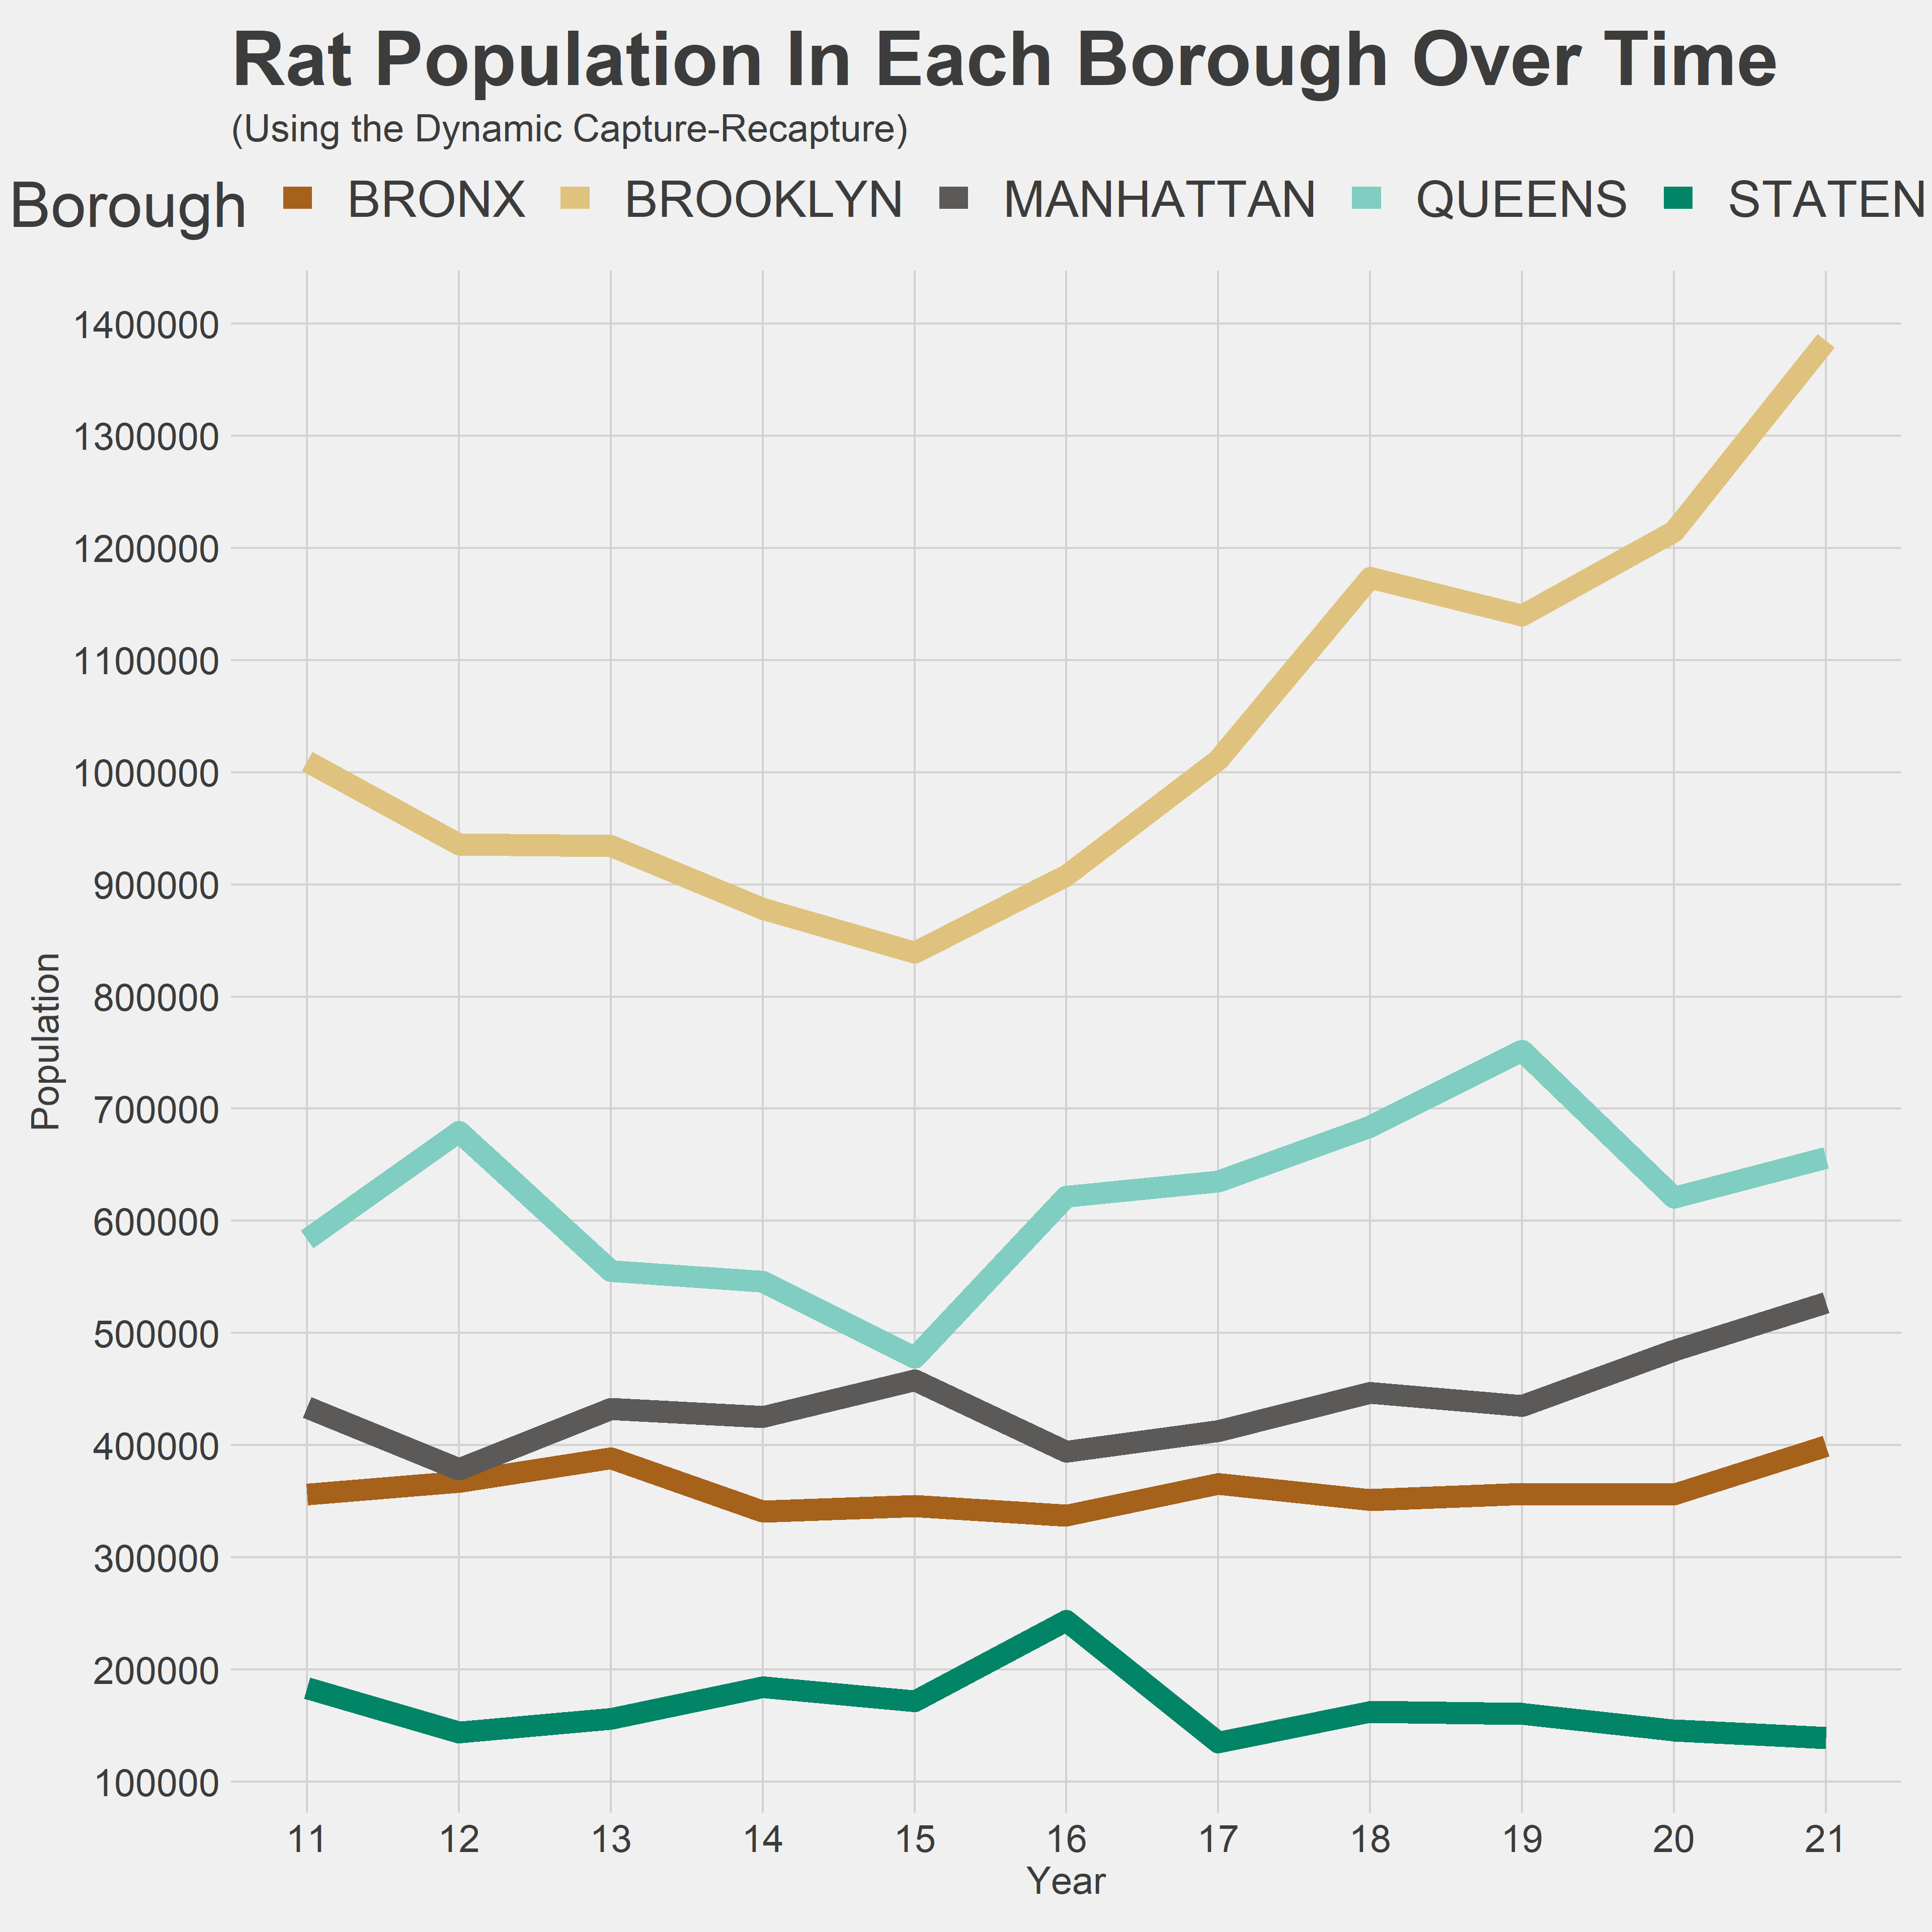 Rat Population In Each Borough Over Time
(Using the Dynamic Capture-Recapture)
Borough BRONX BROOKLYN MANHATTAN QUEENS STATEN
1400000
1300000
1200000
1100000
1000000
900000
800000
700000
600000
500000
400000
300000
200000
100000
Population
11 12 13 14 15 16 17 18 19 20 21
Year